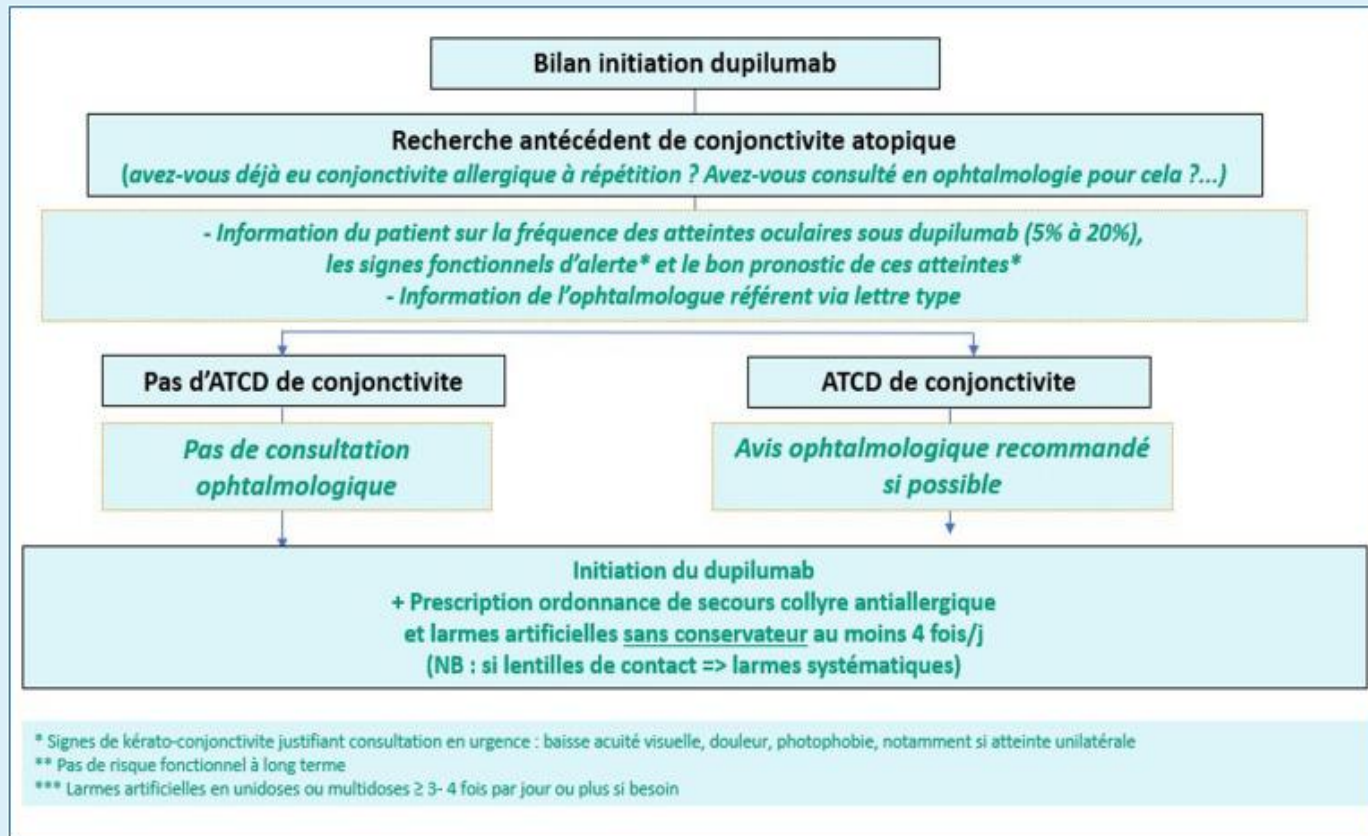 Bilan initiation dupilumab
Recherche antécédent de conjonctivite atopique
(avez-vous déjà eu conjonctivite allergique à répétition ? Avez-vous consulté en ophtalmologie pour cela ?...)
- Information du patient sur la fréquence des atteintes oculaires sous dupilumab (5% à 20%),
les signes fonctionnels d'alerte* et le bon pronostic de ces atteintes*
- Information de l'ophtalmologue référent via lettre type
Pas d'ATCD de conjonctivite
ATCD de conjonctivite
Pas de consultation
ophtalmologique
Avis ophtalmologique recommandé
si possible
Initiation du dupilumab
+ Prescription ordonnance de secours collyre antiallergique
et larmes artificielles sans conservateur au moins 4 fois/j
(NB : si lentilles de contact => larmes systématiques)
* Signes de kérato-conjonctivite justifiant consultation en urgence : baisse acuité visuelle, douleur, photophobie, notamment si atteinte unilatérale
** Pas de risque fonctionnel à long terme
*** Larmes artificielles en unidoses ou multidoses ≥ 3- 4 fois par jour ou plus si besoin